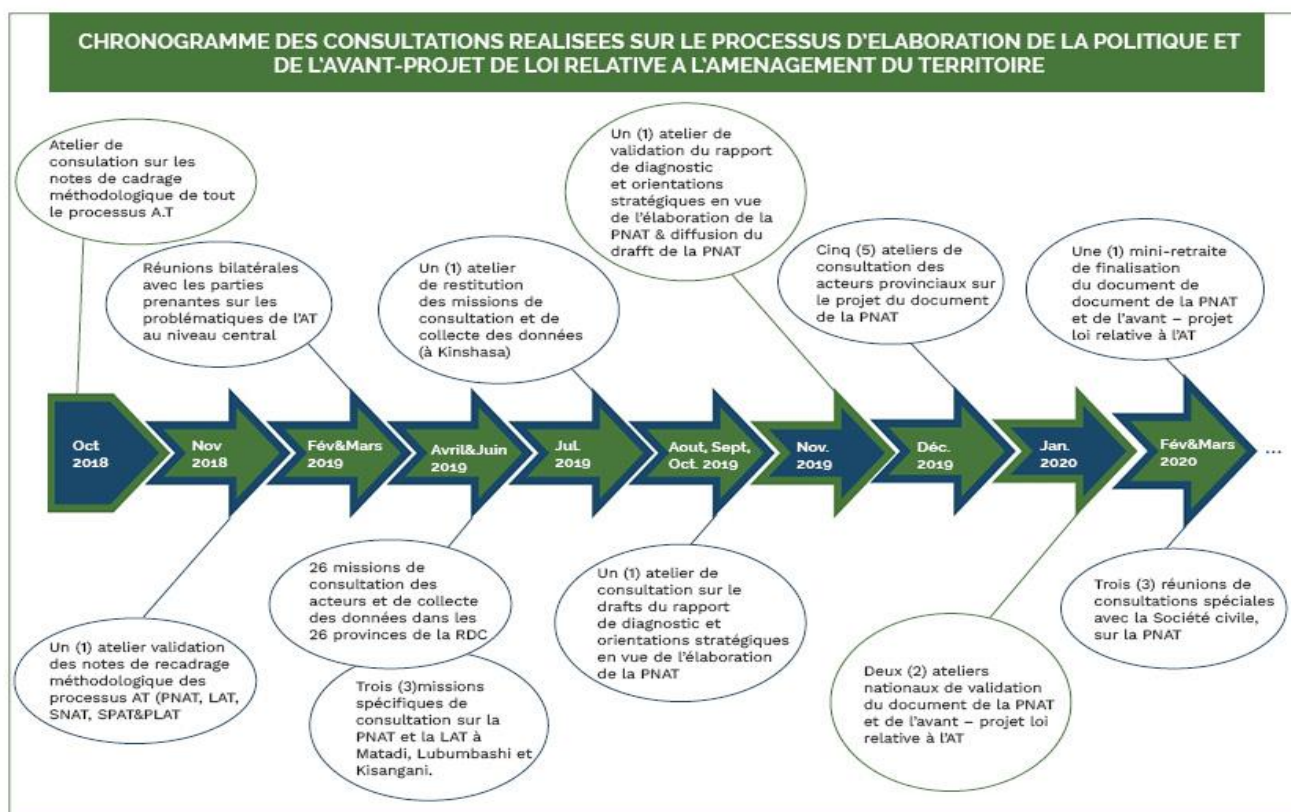 CHRONOGRAMME DES CONSULTATIONS REALISEES SUR LE PROCESSUS D'ELABORATION DE LA POLITIQUE ET
DE L'AVANT-PROJET DE LOI RELATIVE A L'AMENAGEMENT DU TERRITOIRE
Atelier de
consulation sur les
notes de cadrage
méthodologique de tout
le processus A.T
Réunions bilatérales
avec les parties
prenantes sur les
problématiques de l'AT
au niveau central
Un (1) atelier
de restitution
des missions de
consultation et de
collecte des données
(à Kinshasa)
Un (1) atelier de
validation du rapport
de diagnostic
et orientations
stratégiques en vue
de l'élaboration de la
PNAT & diffusion du
drafft de la PNAT
Cinq (5) ateliers de
consultation des
acteurs provinciaux sur
le projet du document
de la PNAT
Une (1) mini-retraite
de finalisation
du document de
document de la PNAT
et de l'avant – projet
loi relative à l'AT
Oct
2018
Nov
2018
Fév&Mars
2019
Avril&Juin
2019
Jul.
2019
Aout, Sept,
Oct. 2019
Nov.
2019
Déc.
2019
Jan.
2020
Fév&Mars
2020
...
Un (1) atelier validation
des notes de recadrage
méthodologique des
processus AT (PNAT, LAT,
SNAT, SPAT&PLAT
26 missions de
consultation des
acteurs et de collecte
des données dans les
26 provinces de la RDC
Trois (3)missions
spécifiques de
consultation sur la
PNAT et la LAT à
Matadi, Lubumbashi et
Kisangani.
Un (1) atelier de
consultation sur le
drafts du rapport
de diagnostic et
orientations stratégiques
en vue de l'élaboration
de la PNAT
Deux (2) ateliers
nationaux de validation
du document de la PNAT
et de l'avant – projet loi
relative à l'AT
Trois (3) réunions de
consultations spéciales
avec la Société civile,
sur la PNAT